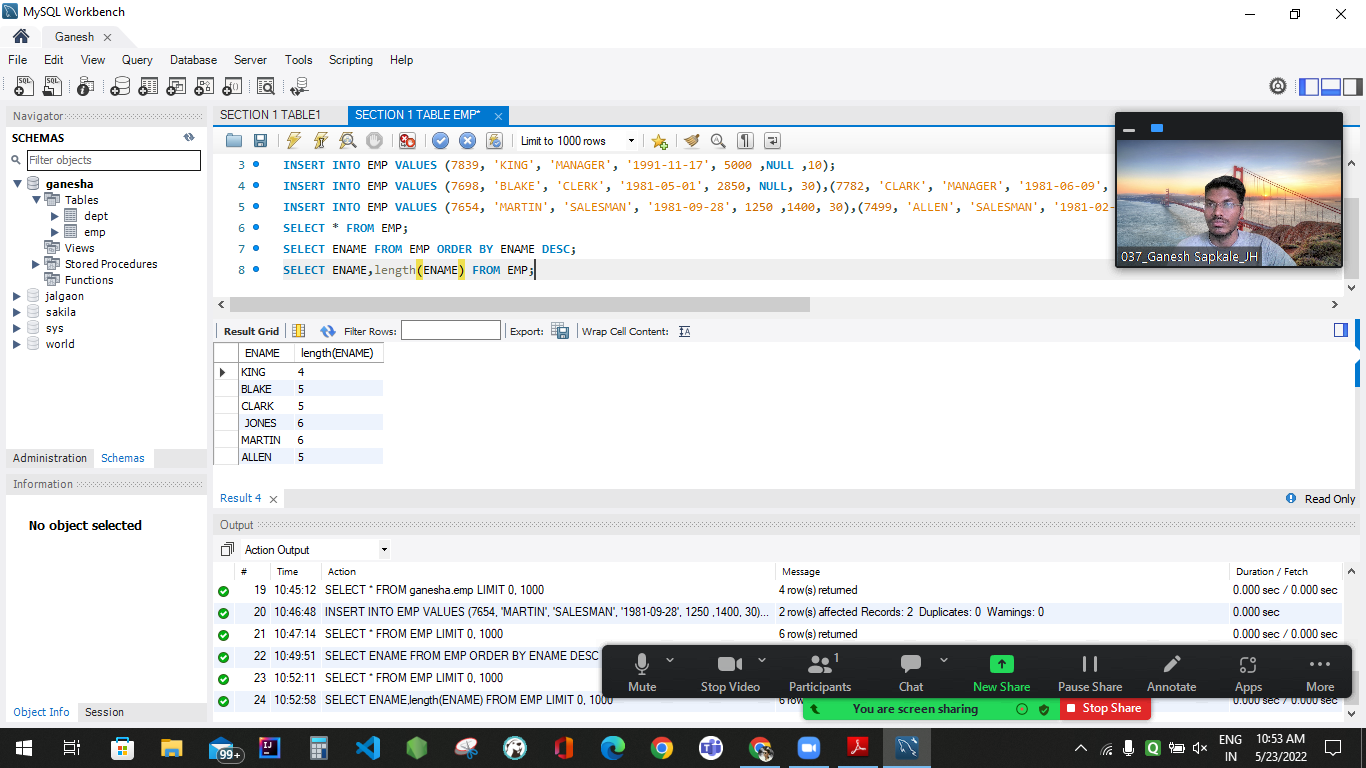 MySQL Workbench
Ganesh
File Edit View Query Database Server Tools Scripting Help
Navigator
SCHEMAS
Filter objects
ganesha
Tables
dept
emp
Views
Stored Procedures
Functions
jalgaon
sakila
sys
world
Administration Schemas
Information
No object selected
Object Info Session
SECTION 1 TABLE1 SECTION 1 TABLE EMP*
Limit to 1000 rows
3 INSERT INTO EMP VALUES (7839, 'KING', 'MANAGER', '1991-11-17', 5000 ,NULL ,10);
4 INSERT INTO EMP VALUES (7698, 'BLAKE', 'CLERK', '1981-05-01', 2850, NULL, 30),(7782, 'CLARK', 'MANAGER', '1981-06-09',
5 INSERT INTO EMP VALUES (7654, 'MARTIN', 'SALESMAN', '1981-09-28', 1250 ,1400, 30),(7499, 'ALLEN', 'SALESMAN', '1981-02-
6 SELECT * FROM EMP;
7 SELECT ENAME FROM EMP ORDER BY ENAME DESC;
8 SELECT ENAME,length(ENAME) FROM EMP;
037_Ganesh Sapkale_JH
Result Grid Filter Rows: Export: Wrap Cell Content:
ENAME length(ENAME)
KING 4
BLAKE 5
CLARK 5
JONES 6
MARTIN 6
ALLEN 5
Result 4 Read Only
Output
Action Output
# Time Action Message Duration / Fetch
19 10:45:12 SELECT * FROM ganesha.emp LIMIT 0, 1000 4 row(s) returned 0.000 sec / 0.000 sec
20 10:46:48 INSERT INTO EMP VALUES (7654, 'MARTIN', 'SALESMAN', '1981-09-28', 1250 ,1400, 30)... 2 row(s) affected Records: 2 Duplicates: 0 Warnings: 0 0.000 sec
21 10:47:14 SELECT * FROM EMP LIMIT 0, 1000 6 row(s) returned 0.000 sec / 0.000 sec
22 10:49:51 SELECT ENAME FROM EMP ORDER BY ENAME DESC
23 10:52:11 SELECT * FROM EMP LIMIT 0, 1000
24 10:52:58 SELECT ENAME,length(ENAME) FROM EMP LIMIT 0, 1000
1
Mute Stop Video Participants Chat New Share Pause Share Annotate Apps More
You are screen sharing Stop Share
99+
ENG
IN
10:53 AM
5/23/2022